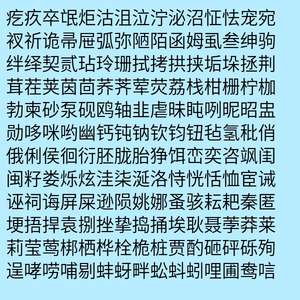 疙疚卒氓炬沽沮泣泞泌沼怔怯宠宛
衩祈诡帚屉弧弥陋陌函姆虱叁绅驹
绊绎契贰玷玲珊拭拷拱挟垢垛拯荆
茸茬荚茵茴荞荠荤荧荔栈柑栅柠枷
勃柬砂泵砚鸥轴韭虐昧盹咧昵昭盅
勋哆咪哟幽钙钝钠钦钧钮毡氢秕俏
俄俐侯徊衍胚胧胎狰饵峦奕咨飒闺
闽籽娄烁炫洼柒涎洛恃恍恬恤宦诫
诬祠诲屏屎逊陨姚娜蚤骇耘耙秦匿
埂捂捍袁捌挫挚捣捅埃耿聂荸莽莱
莉莹莺梆栖桦栓桅桩贾酌砸砰砾殉
逞哮唠哺剔蚌蚜畔蚣蚪蚓哩圃鸯唁